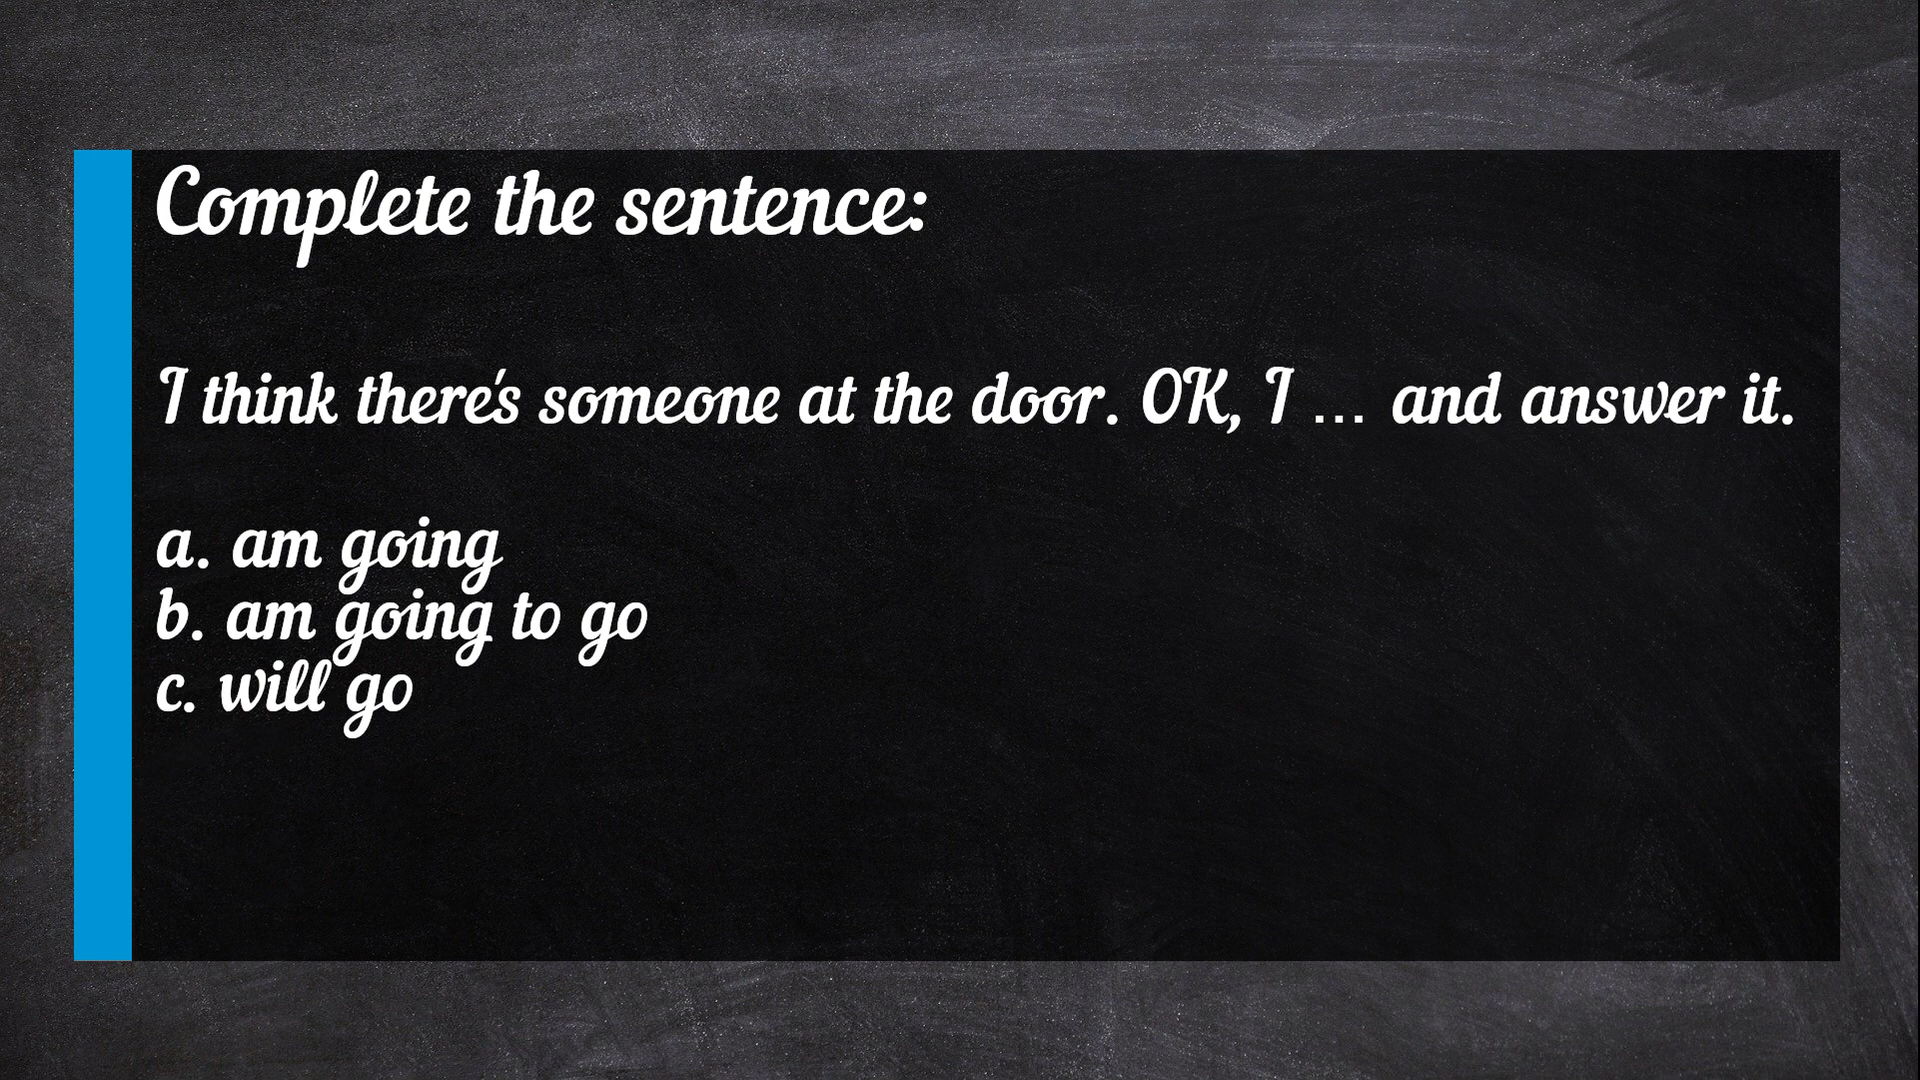 Complete the sentence:
I think there's someone at the door. OK, I ... and answer it.
a. am going
b. am going to go
c. will go